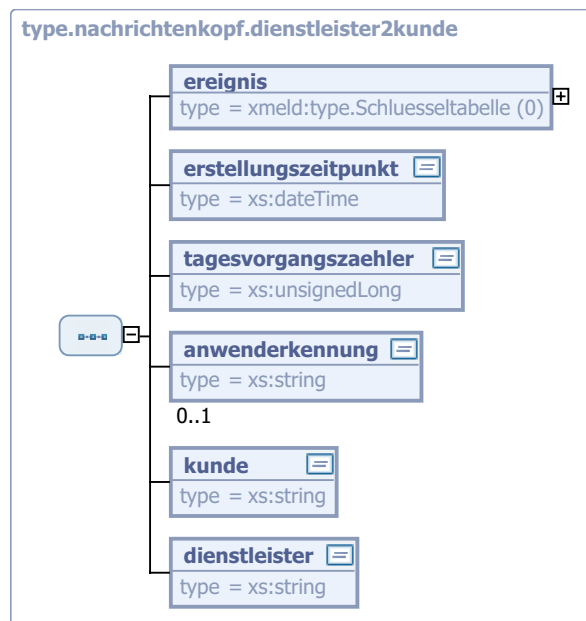 type.nachrichtenkopf.dienstleister2kunde
ereignis
type = xmeld:type.Schluesseltabelle (0)
erstellungszeitpunkt
type = xs:dateTime
tagesvorgangszaehler
type = xs:unsignedLong
anwenderkennung
type = xs:string
0..1
kunde
type = xs:string
dienstleister
type = xs:string